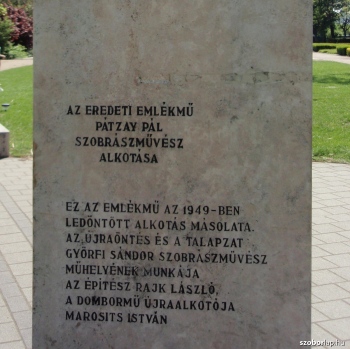 AZ EREDETI EMLÉKMŰ
PÁTZAY PÁL
SZOBRÁSZMŰVÉSZ
ALKOTÁSA
EZ AZ EMLÉKMŰ AZ 1949-BEN
LEDÖNTÖTT ALKOTÁS MÁSOLATA.
AZ ÚJRAÖNTÉS ÉS A TALAPZAT
GYŐRFI SÁNDOR SZOBRÁSZMŰVÉSZ
MŰHELYÉNEK MUNKÁJA
AZ ÉPÍTÉSZ RAJK LÁSZLÓ,
A DOMBORMŰ ÚJRAALKOTÓJA
MAROSITS ISTVÁN
szoborlap.hu